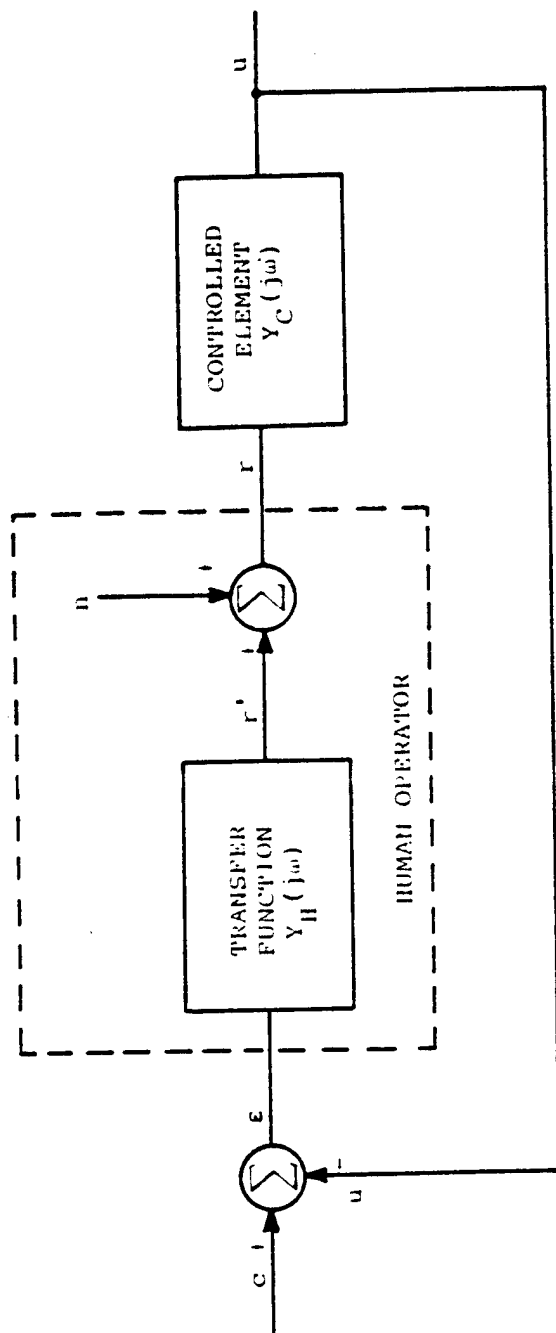 c
+
Σ
u
-
ε
TRANSFER
FUNCTION
Y_H(jω)
HUMAN OPERATOR
r'
+
Σ
+
n
r
CONTROLLED
ELEMENT
Y_C(jω)
u